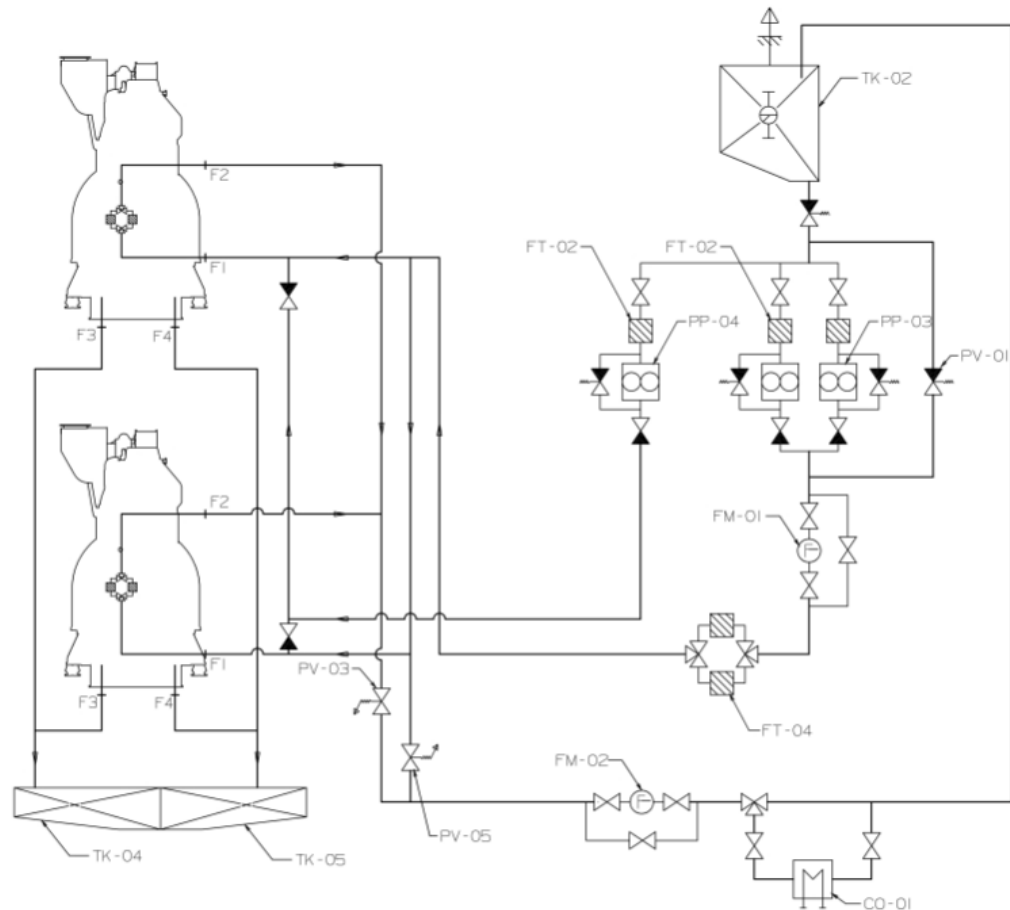 TK-02
F2
FT-02
FT-02
F1
PP-04
PP-03
PV-01
F3
F4
F2
FM-01
F1
PV-03
F3
F4
FT-04
FM-02
PV-05
TK-04
TK-05
CO-01
F
F